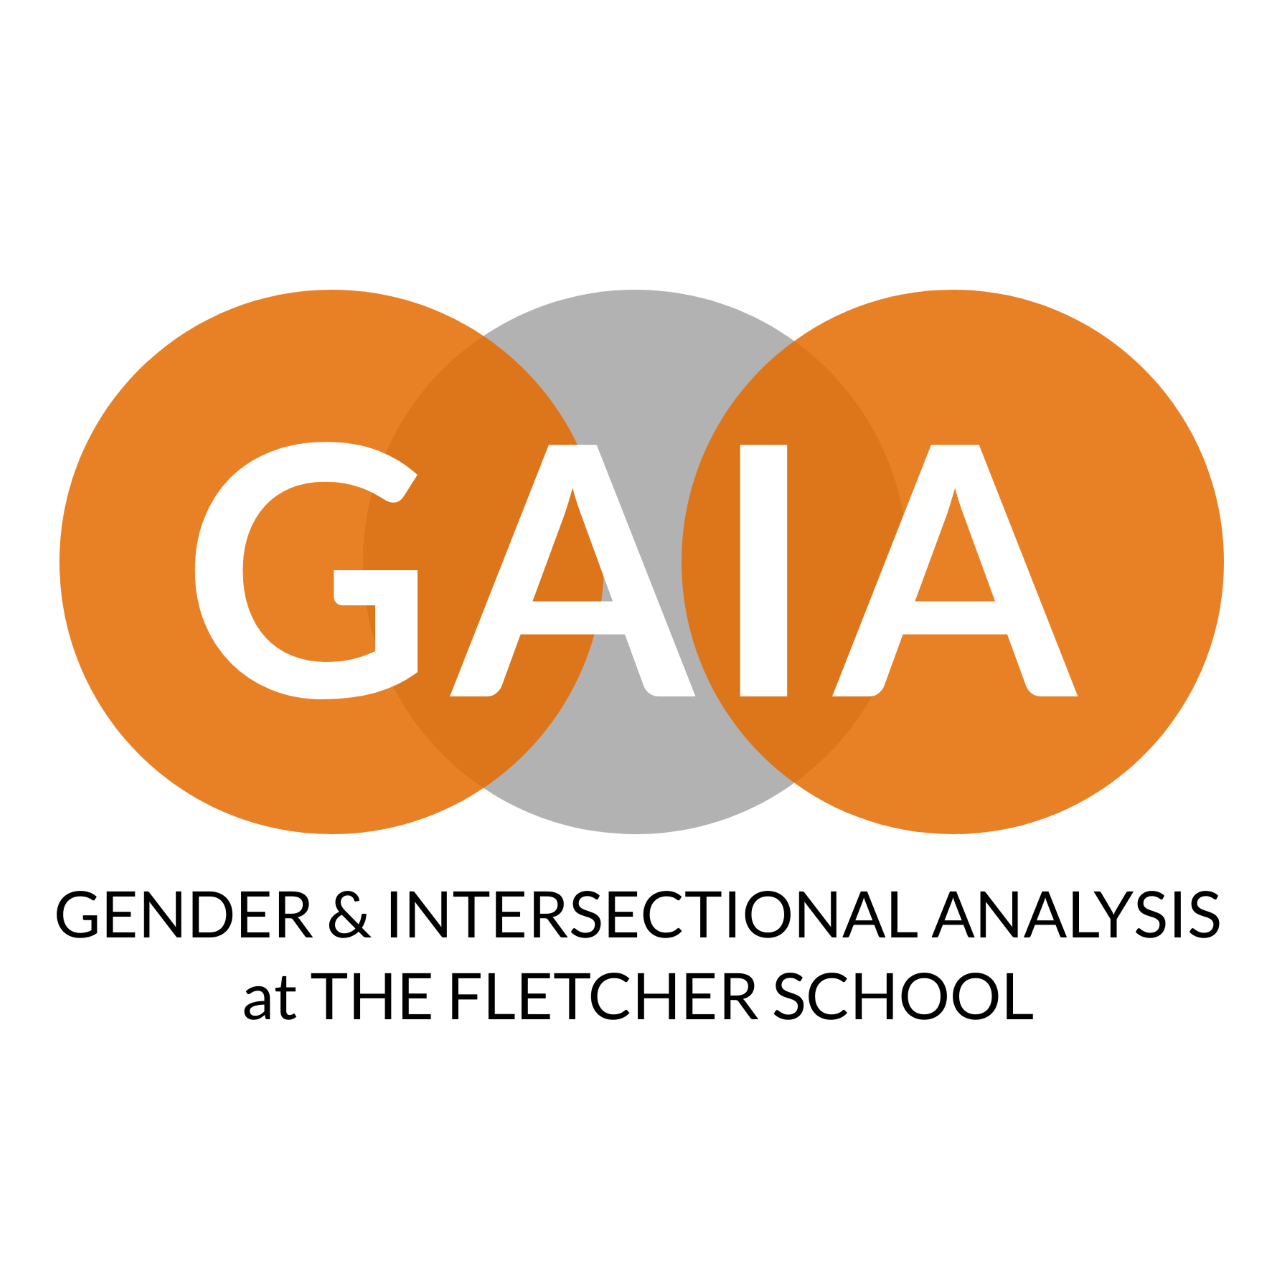 GAIA
GENDER & INTERSECTIONAL ANALYSIS
at THE FLETCHER SCHOOL